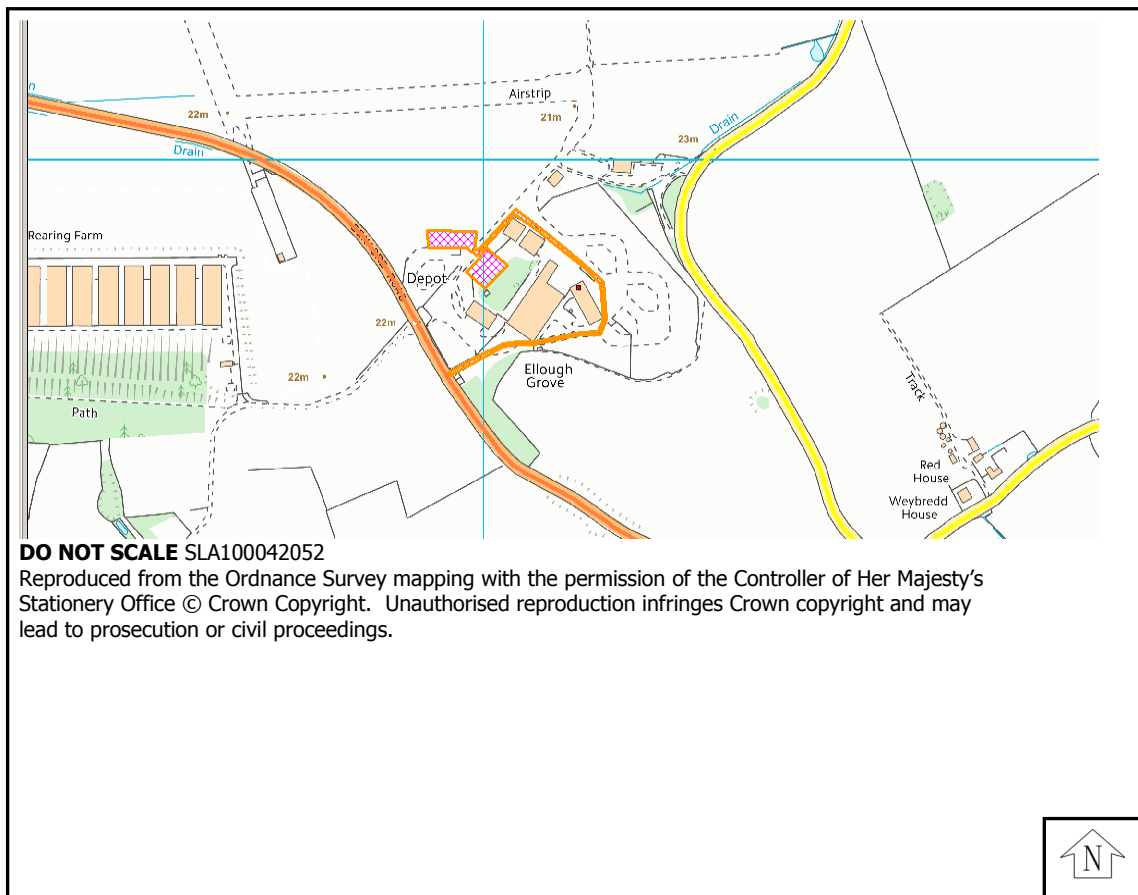 n
Airstrip
22m
21m
Drain
23m
Drain
Rearing Farm
Depot
22m
Ellough
Grove
22m
Path
Track
Red
House
Weybredd
House
DO NOT SCALE SLA100042052
Reproduced from the Ordnance Survey mapping with the permission of the Controller of Her Majesty's
Stationery Office © Crown Copyright.  Unauthorised reproduction infringes Crown copyright and may
lead to prosecution or civil proceedings.
N